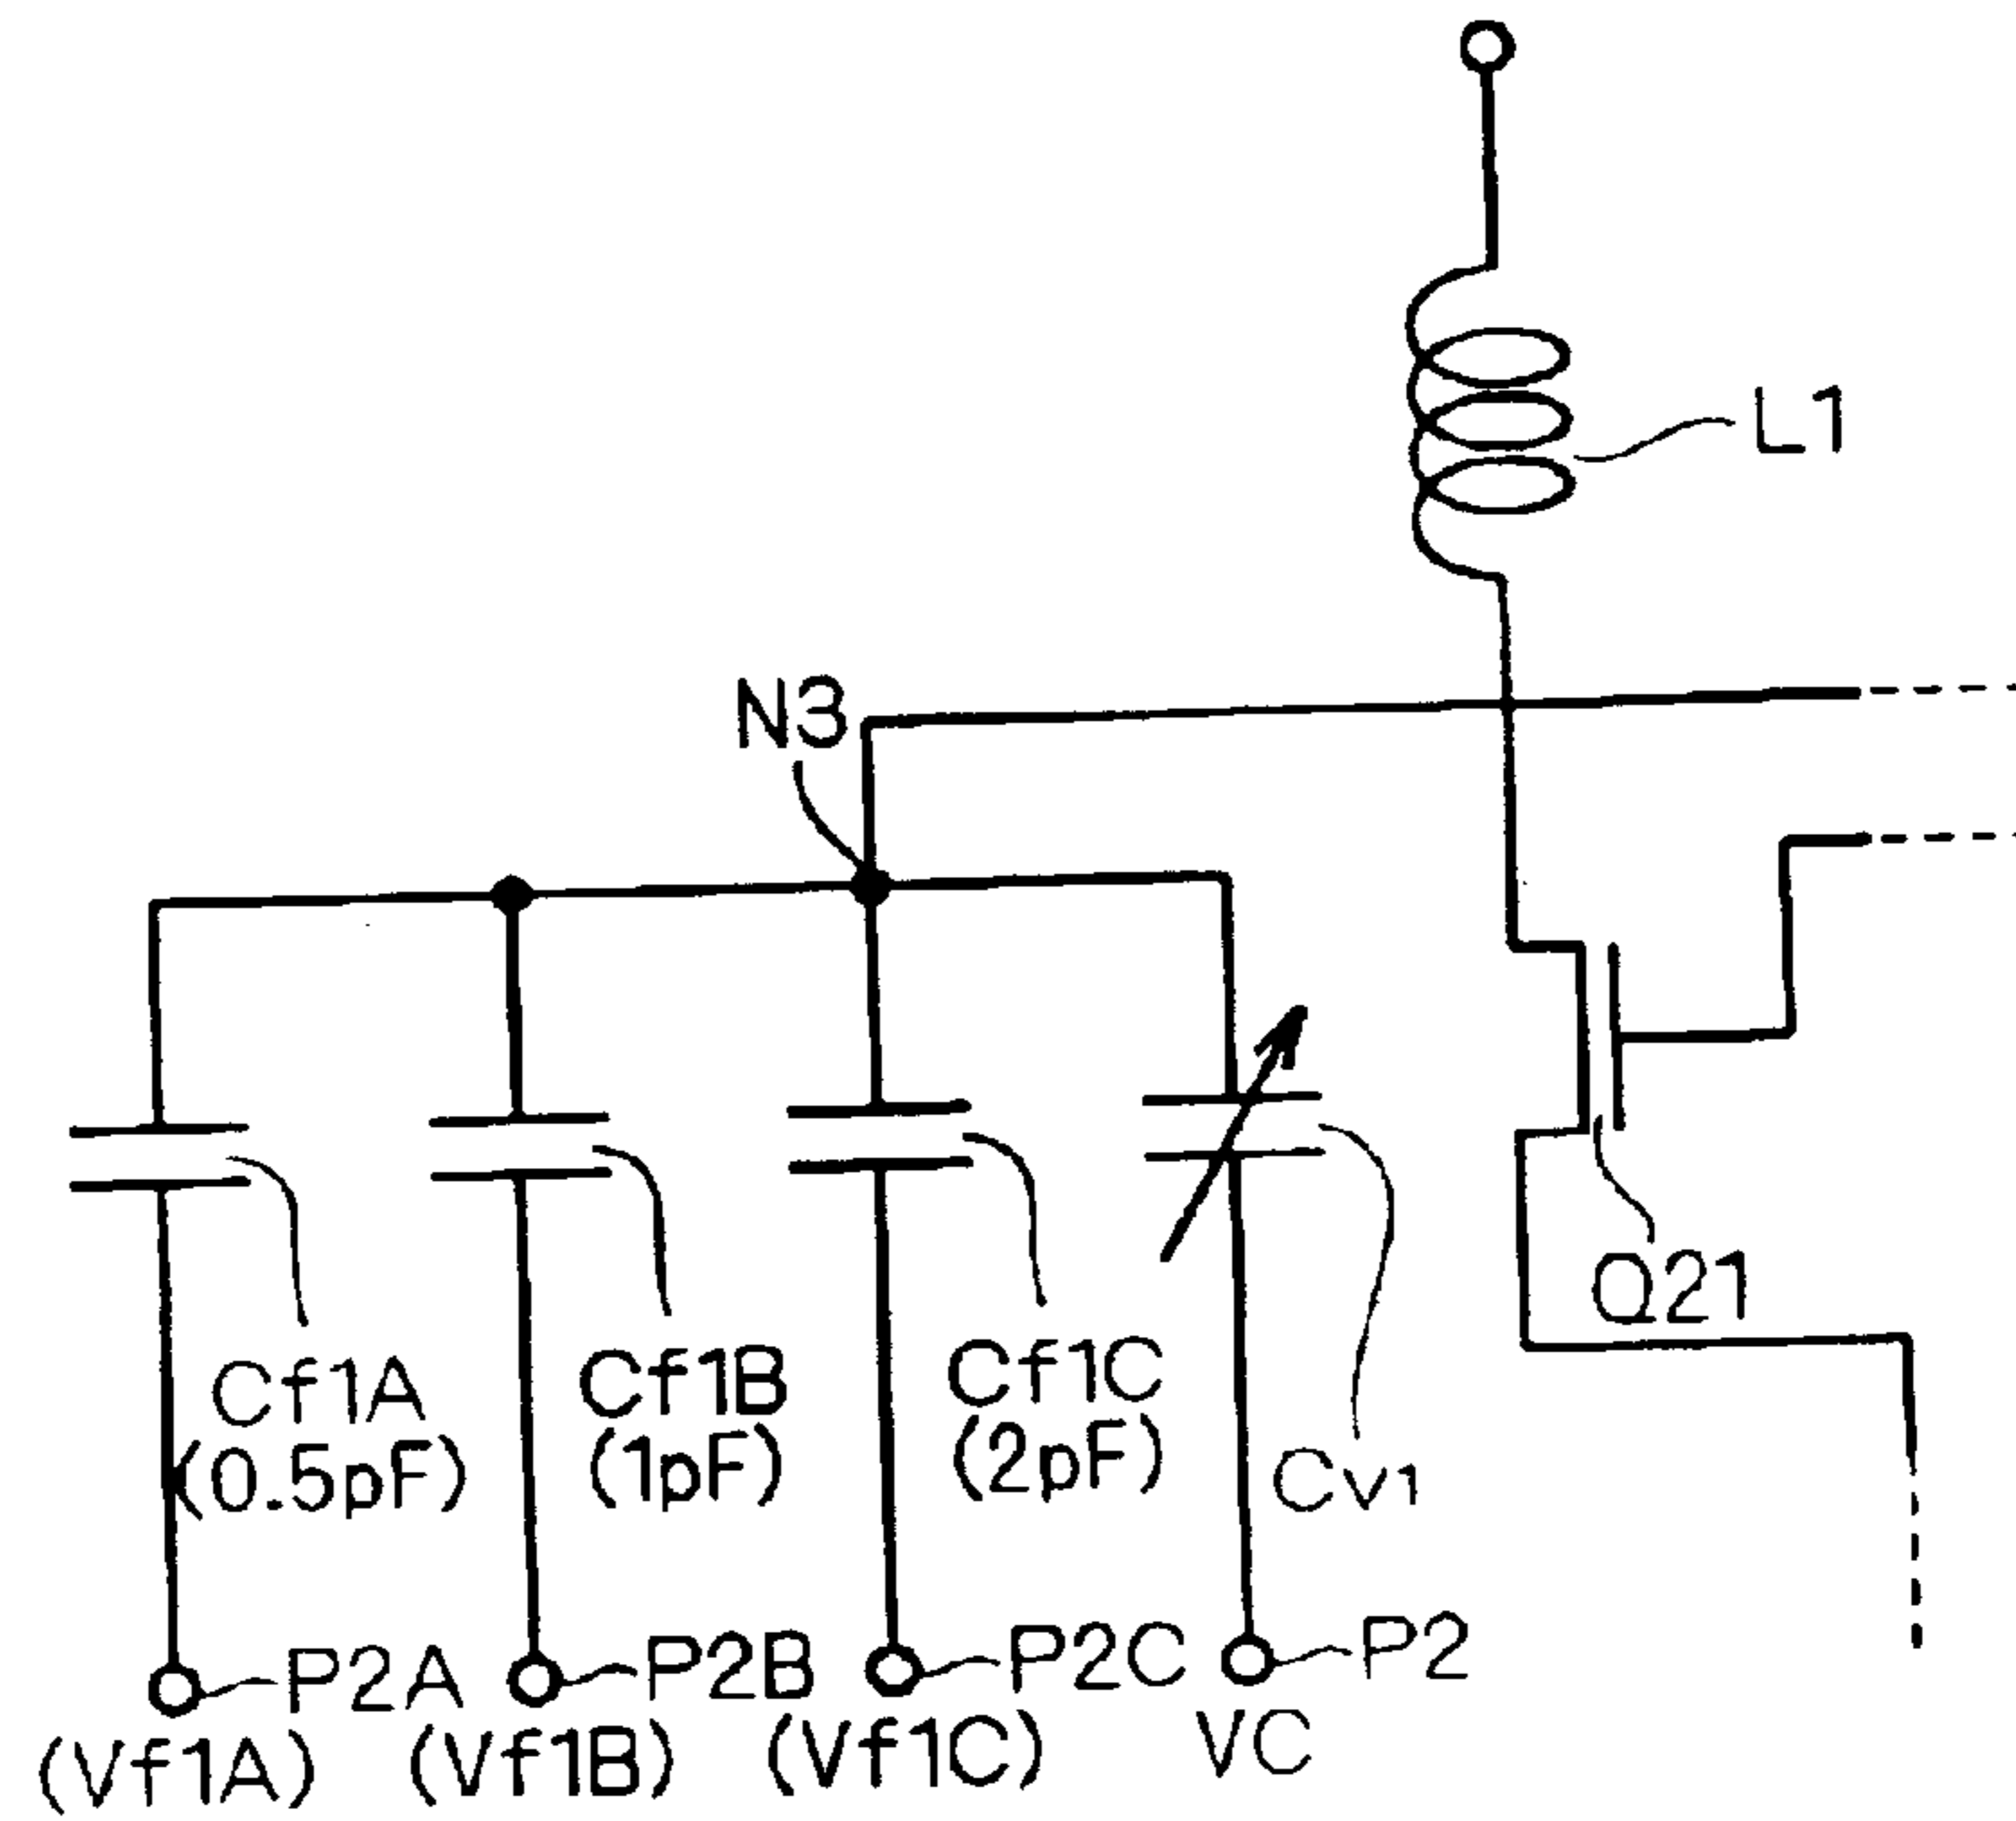 L1
N3
Q21
Cf1A
(0.5pF)
Cf1B
(1pF)
Cf1C
(2pF)
Cv1
P2A
(Vf1A)
P2B
(Vf1B)
P2C
(Vf1C)
P2
VC